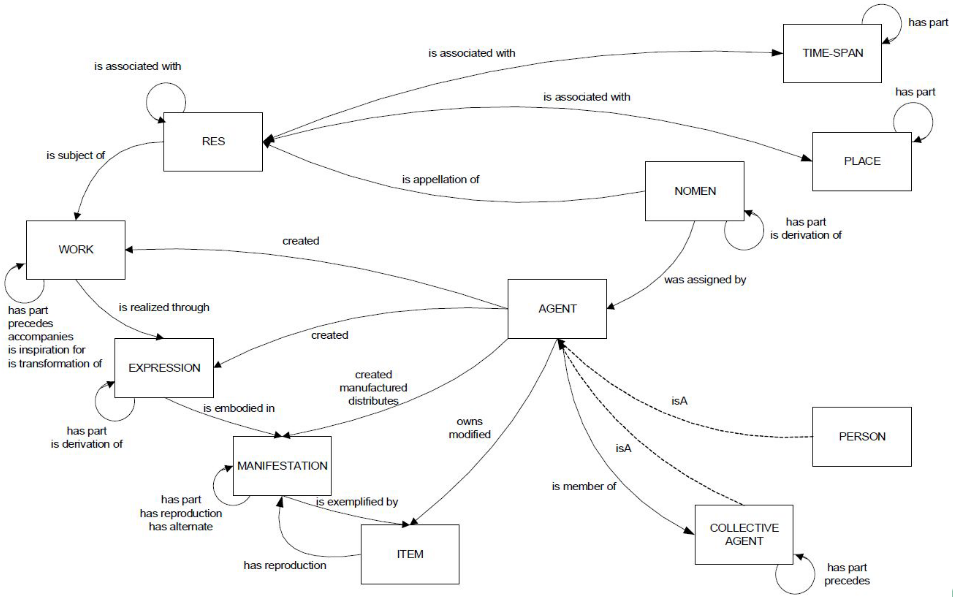 has part
is associated with
TIME-SPAN
is associated with
has part
is associated with
RES
is subject of
PLACE
is appellation of
NOMEN
has part
is derivation of
created
WORK
was assigned by
has part
precedes
accompanies
is inspiration for
is transformation of
is realized through
AGENT
created
EXPRESSION
created
manufactured
distributes
is embodied in
has part
is derivation of
owns
modified
isA
PERSON
isA
MANIFESTATION
is member of
has part
has reproduction
has alternate
is exemplified by
COLLECTIVE
AGENT
ITEM
has reproduction
has part
precedes